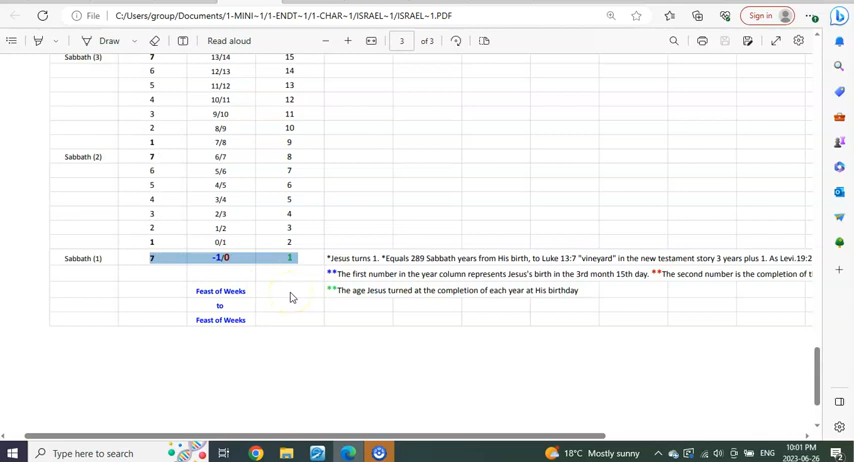 File C:/Users/group/Documents/1-MINI~1/1-ENDT~1/1-CHAR~1/ISRAEL~1/ISRAEL~1.PDF Sign in
Draw Read aloud 3 of 3
Sabbath (3) 7 13/14 15
6 12/13 14
5 11/12 13
4 10/11 12
3 9/10 11
2 8/9 10
1 7/8 9
Sabbath (2) 7 6/7 8
6 5/6 7
5 4/5 6
4 3/4 5
3 2/3 4
2 1/2 3
1 0/1 2
Sabbath (1) 7 -1/0 1 *Jesus turns 1. *Equals 289 Sabbath years from His birth, to Luke 13:7 "vineyard" in the new testament story 3 years plus 1. As Levi.19:2
**The first number in the year column represents Jesus's birth in the 3rd month 15th day. **The second number is the completion of t
Feast of Weeks **The age Jesus turned at the completion of each year at His birthday
to
Feast of Weeks
Type here to search 18°C Mostly sunny ENG 10:01 PM 2023-06-26 2